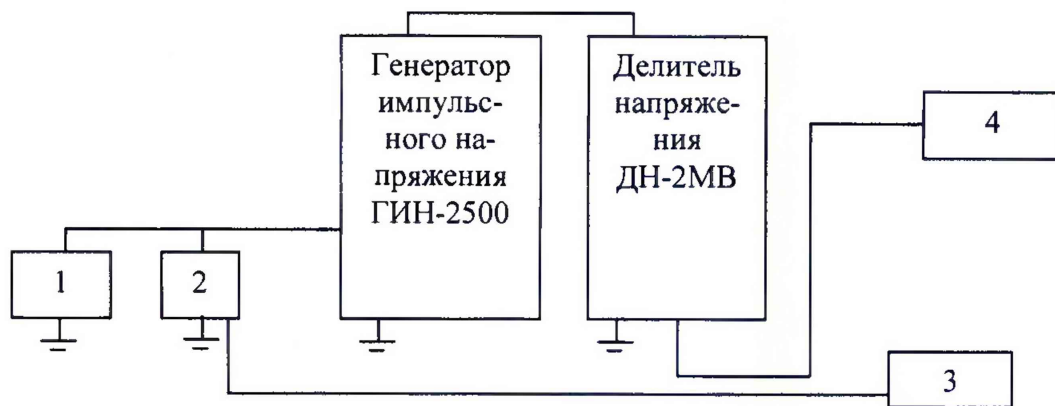 Генератор
импульс-
ного на-
пряжения
ГИН-2500
Делитель
напряже-
ния
ДН-2МВ
4
1
2
3